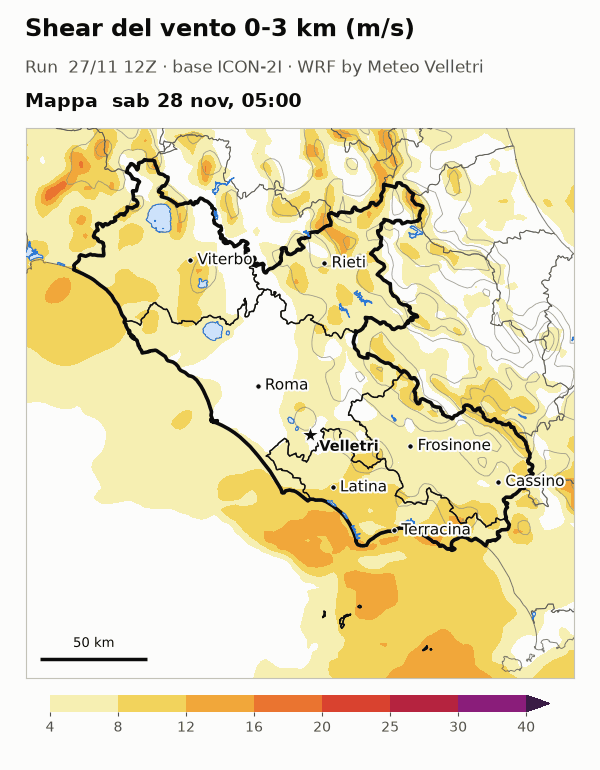 Shear del vento 0-3 km (m/s)
Run  27/11 12Z · base ICON-2I · WRF by Meteo Velletri
Mappa  sab 28 nov, 05:00
Viterbo
Rieti
Roma
Velletri
Frosinone
Cassino
Latina
Terracina
50 km
4 8 12 16 20 25 30 40